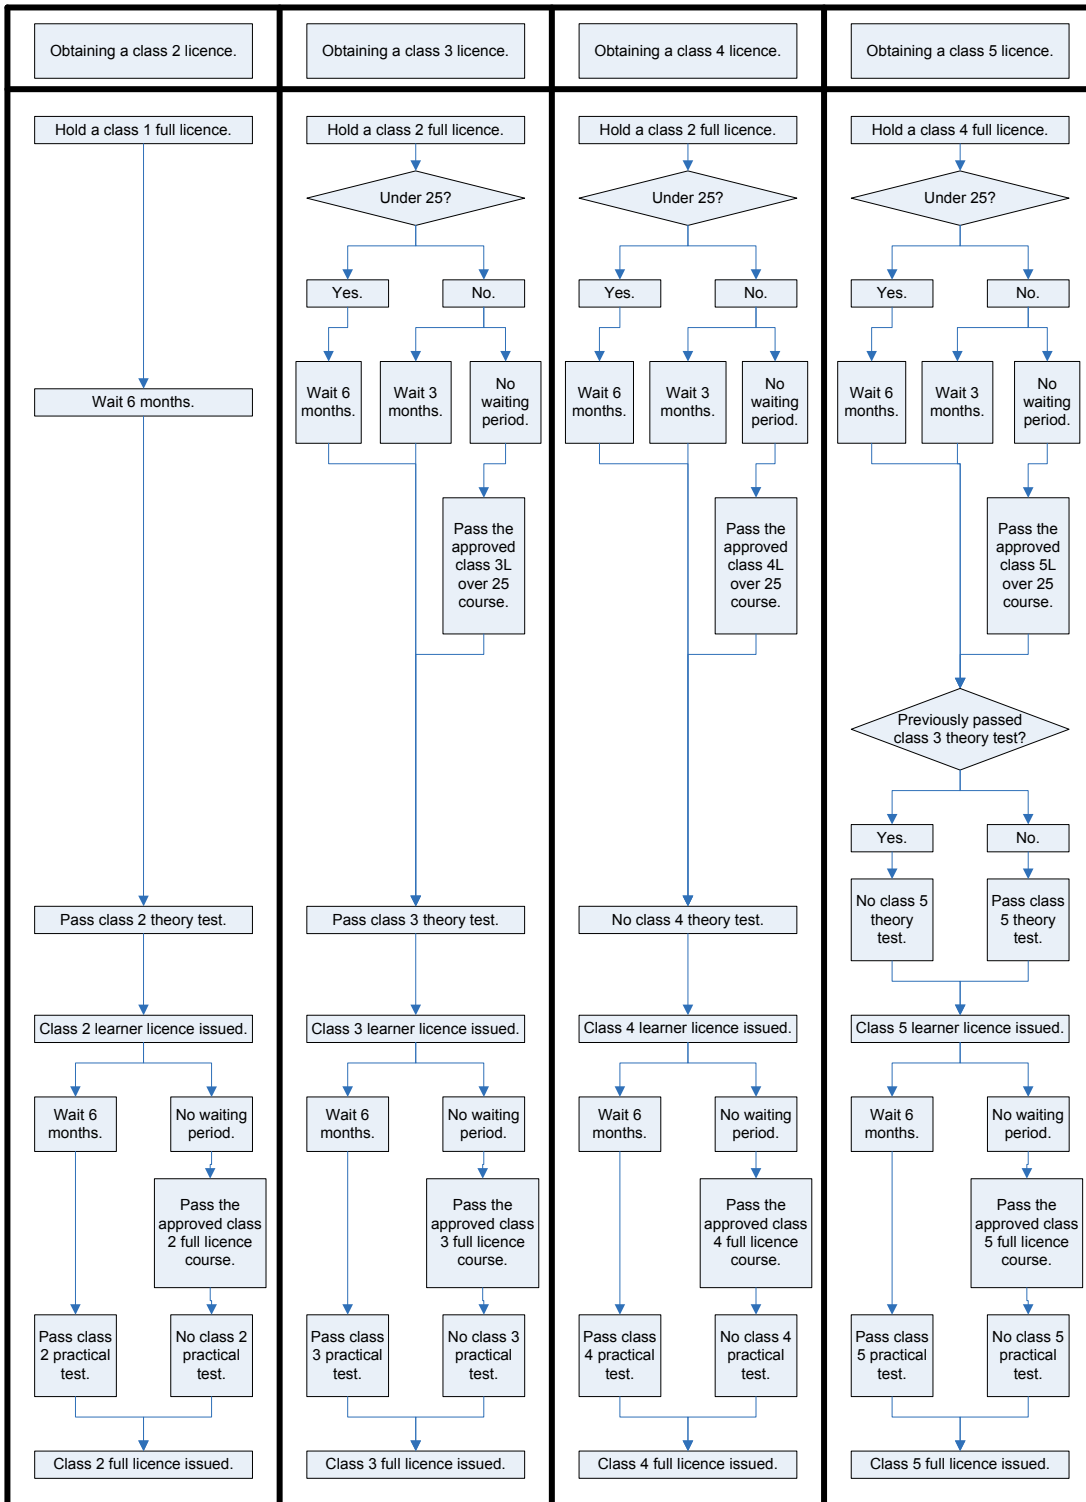 Obtaining a class 2 licence.
Obtaining a class 3 licence.
Obtaining a class 4 licence.
Obtaining a class 5 licence.
Hold a class 1 full licence.
Wait 6 months.
Pass class 2 theory test.
Class 2 learner licence issued.
Wait 6
months.
No waiting
period.
Pass the
approved class
2 full licence
course.
Pass class
2 practical
test.
No class 2
practical
test.
Class 2 full licence issued.
Hold a class 2 full licence.
Under 25?
Yes.
No.
Wait 6
months.
Wait 3
months.
No
waiting
period.
Pass the
approved
class 3L
over 25
course.
Pass class 3 theory test.
Class 3 learner licence issued.
Wait 6
months.
No waiting
period.
Pass the
approved class
3 full licence
course.
Pass class
3 practical
test.
No class 3
practical
test.
Class 3 full licence issued.
Hold a class 2 full licence.
Under 25?
Yes.
No.
Wait 6
months.
Wait 3
months.
No
waiting
period.
Pass the
approved
class 4L
over 25
course.
No class 4 theory test.
Class 4 learner licence issued.
Wait 6
months.
No waiting
period.
Pass the
approved class
4 full licence
course.
Pass class
4 practical
test.
No class 4
practical
test.
Class 4 full licence issued.
Hold a class 4 full licence.
Under 25?
Yes.
No.
Wait 6
months.
Wait 3
months.
No
waiting
period.
Pass the
approved
class 5L
over 25
course.
Previously passed
class 3 theory test?
Yes.
No.
No class 5
theory
test.
Pass class
5 theory
test.
Class 5 learner licence issued.
Wait 6
months.
No waiting
period.
Pass the
approved class
5 full licence
course.
Pass class
5 practical
test.
No class 5
practical
test.
Class 5 full licence issued.